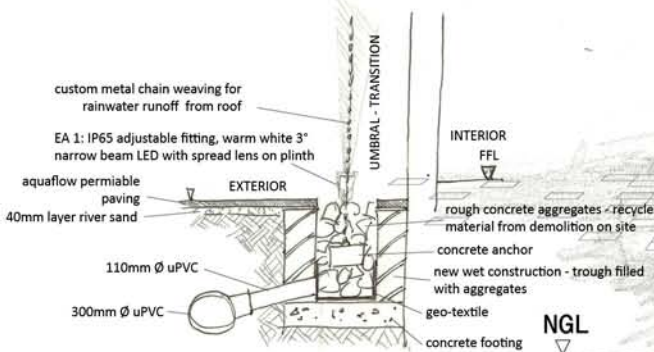 custom metal chain weaving for
rainwater runoff from roof
EA 1: IP65 adjustable fitting, warm white 3°
narrow beam LED with spread lens on plinth
aquaflow permiable
paving
EXTERIOR
40mm layer river sand
110mm Ø uPVC
300mm Ø uPVC
UMBRAL - TRANSITION
INTERIOR
FFL
rough concrete aggregates - recycle
material from demolition on site
concrete anchor
new wet construction - trough filled
with aggregates
geo-textile
NGL
concrete footing